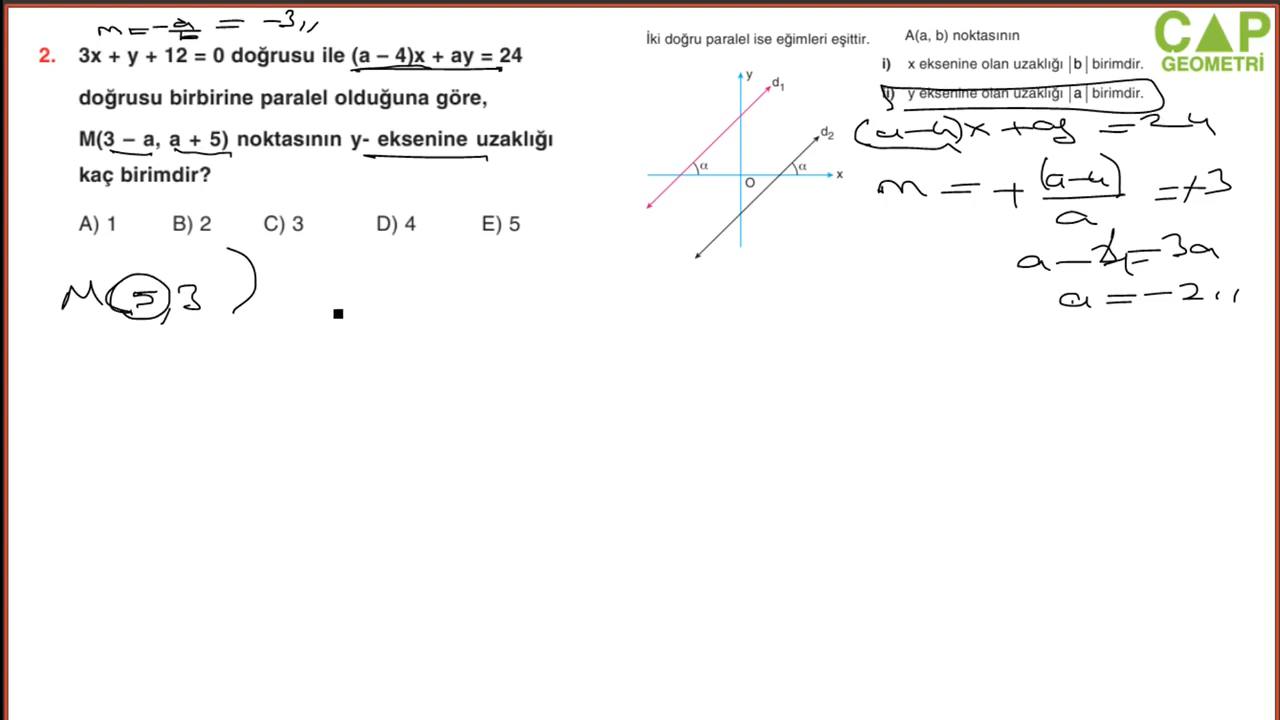 m = -a/b = -3,,
2. 3x + y + 12 = 0 doğrusu ile (a – 4)x + ay = 24
doğrusu birbirine paralel olduğuna göre,
M(3 – a, a + 5) noktasının y- eksenine uzaklığı
kaç birimdir?
A) 1 B) 2 C) 3 D) 4 E) 5
M(5, 3)
İki doğru paralel ise eğimleri eşittir.
y
d1
d2
α
α
O
x
A(a, b) noktasının
i) x eksenine olan uzaklığı |b| birimdir.
ii) y eksenine olan uzaklığı |a| birimdir.
(a-4)x + ay = 24
m = + (a-4)/a = +3
a - 4 = 3a
a = -2,,
ÇAP
GEOMETRİ